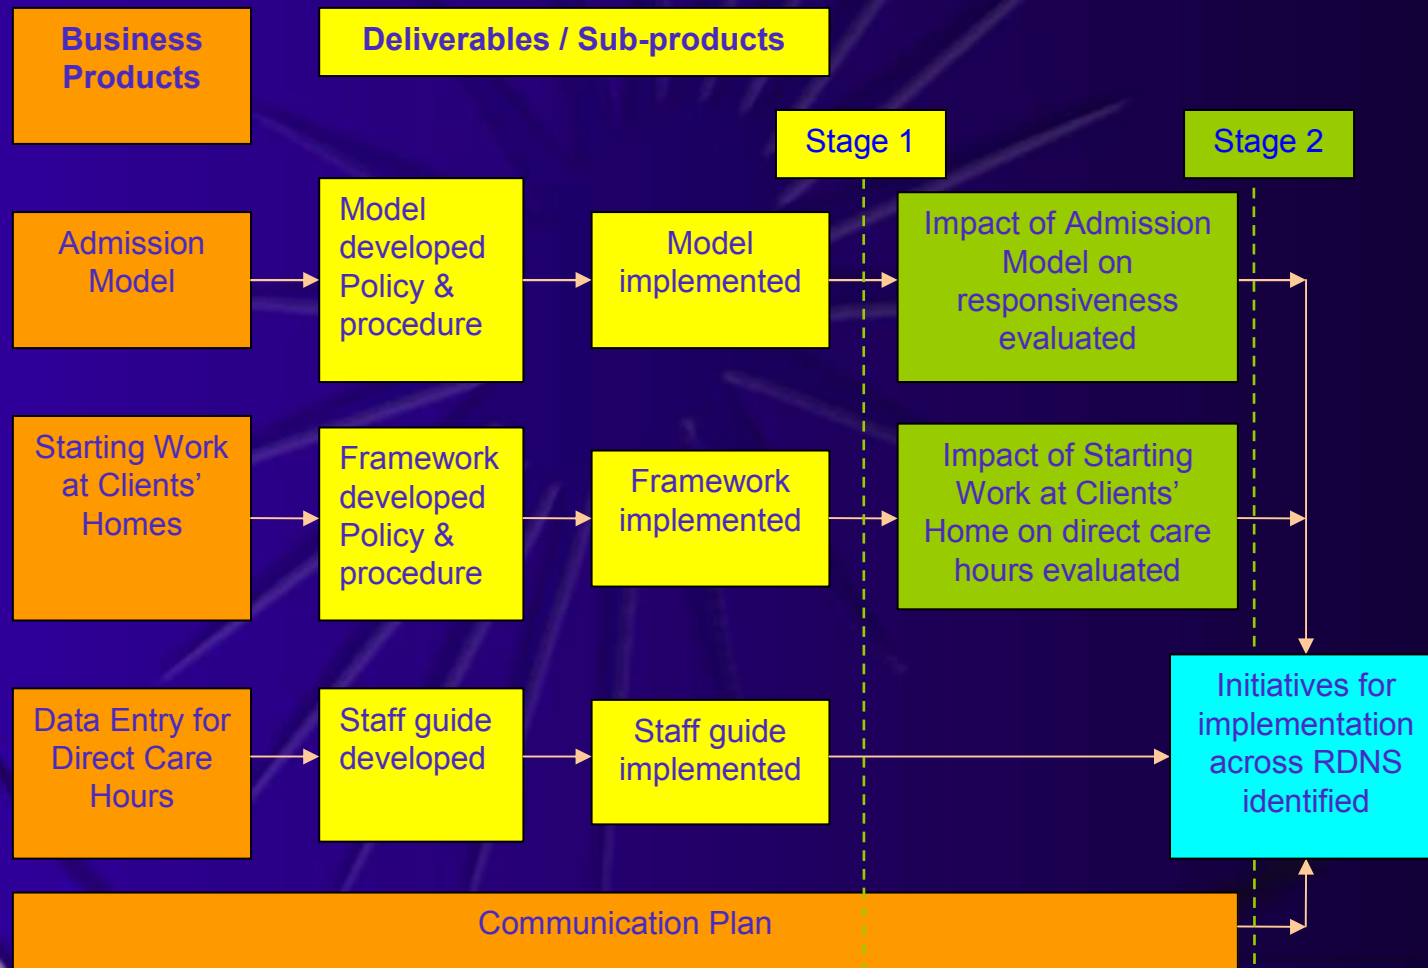 Business
Products
Deliverables / Sub-products
Stage 1
Stage 2
Admission
Model
Model
developed
Policy &
procedure
Model
implemented
Impact of Admission
Model on
responsiveness
evaluated
Starting Work
at Clients’
Homes
Framework
developed
Policy &
procedure
Framework
implemented
Impact of Starting
Work at Clients’
Home on direct care
hours evaluated
Data Entry for
Direct Care
Hours
Staff guide
developed
Staff guide
implemented
Initiatives for
implementation
across RDNS
identified
Communication Plan